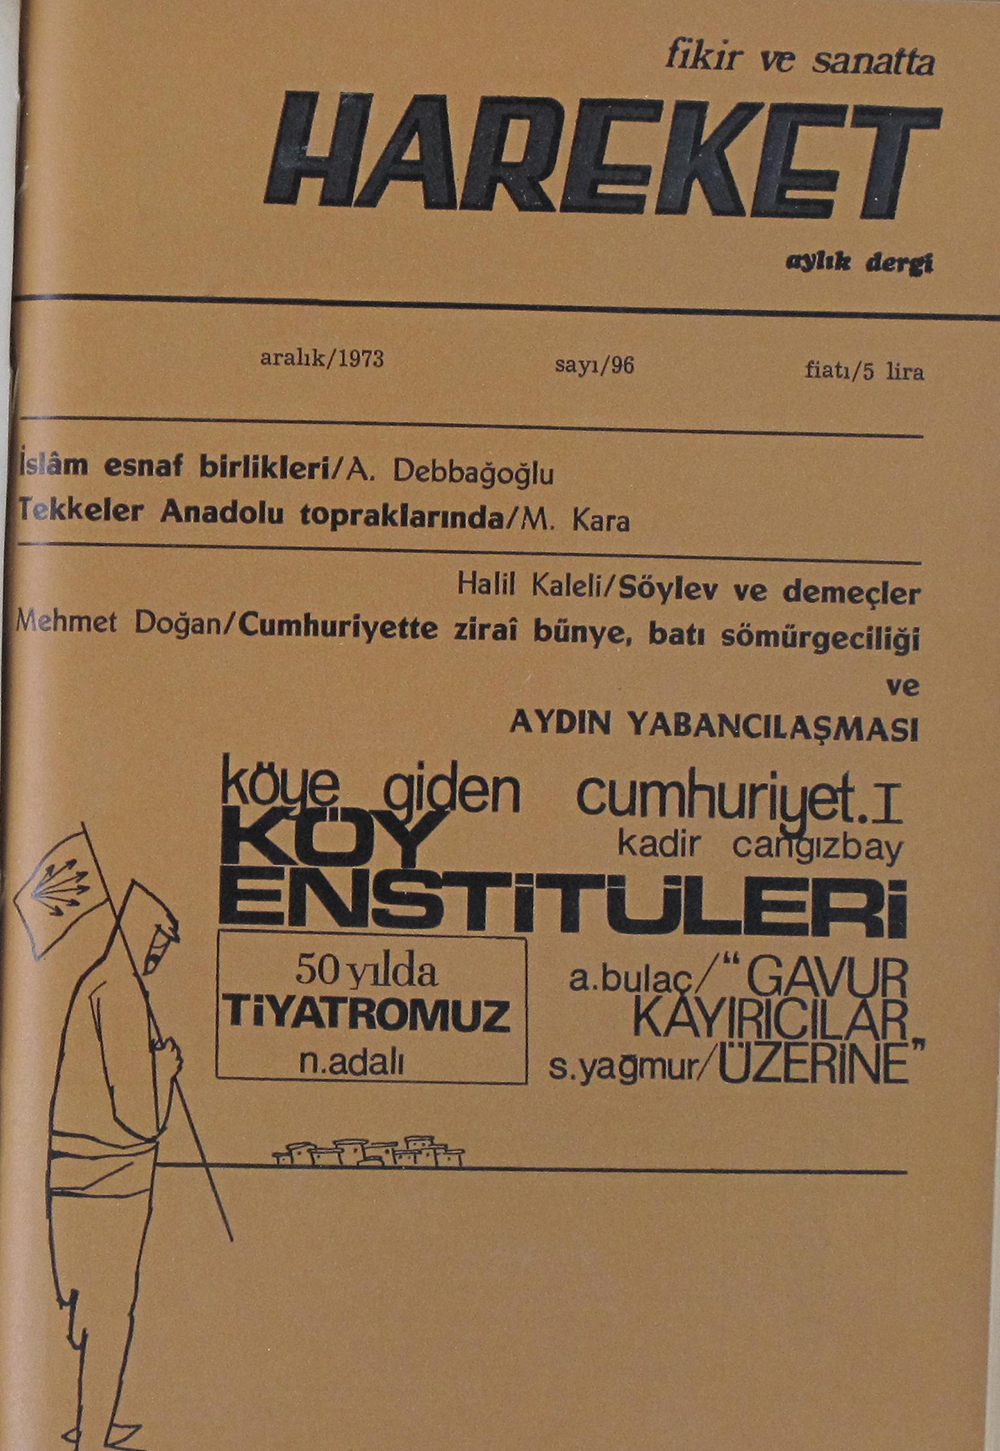 fikir ve sanatta
HAREKET
aylık dergi
aralık/1973 sayı/96 fiatı/5 lira
İslâm esnaf birlikleri/A. Debbağoğlu
Tekkeler Anadolu topraklarında/M. Kara
Halil Kaleli/Söylev ve demeçler
Mehmet Doğan/Cumhuriyette ziraî bünye, batı sömürgeciliği
ve
AYDIN YABANCILAŞMASI
köye giden cumhuriyet.I
kadir cangızbay
KÖY
ENSTİTÜLERİ
50 yılda
TİYATROMUZ
n.adalı
a.bulaç/“GAVUR
KAYIRICILAR
s.yağmur/ÜZERİNE”